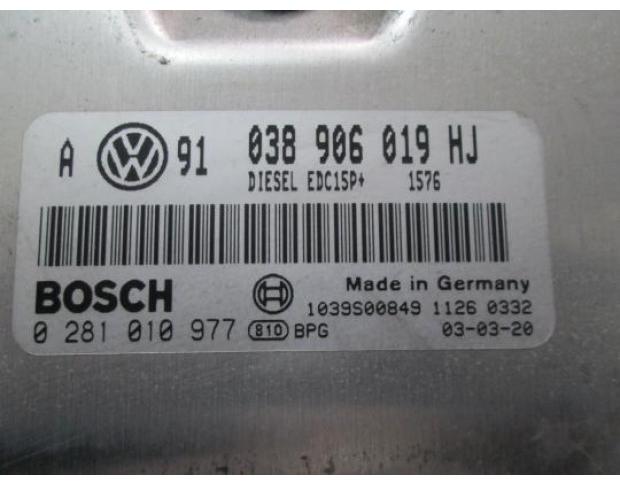 A VW 91 038 906 019 HJ
DIESEL EDC15P+ 1576
BOSCH Made in Germany
1039S00849 1126 0332
0 281 010 977 810 BPG 03-03-20